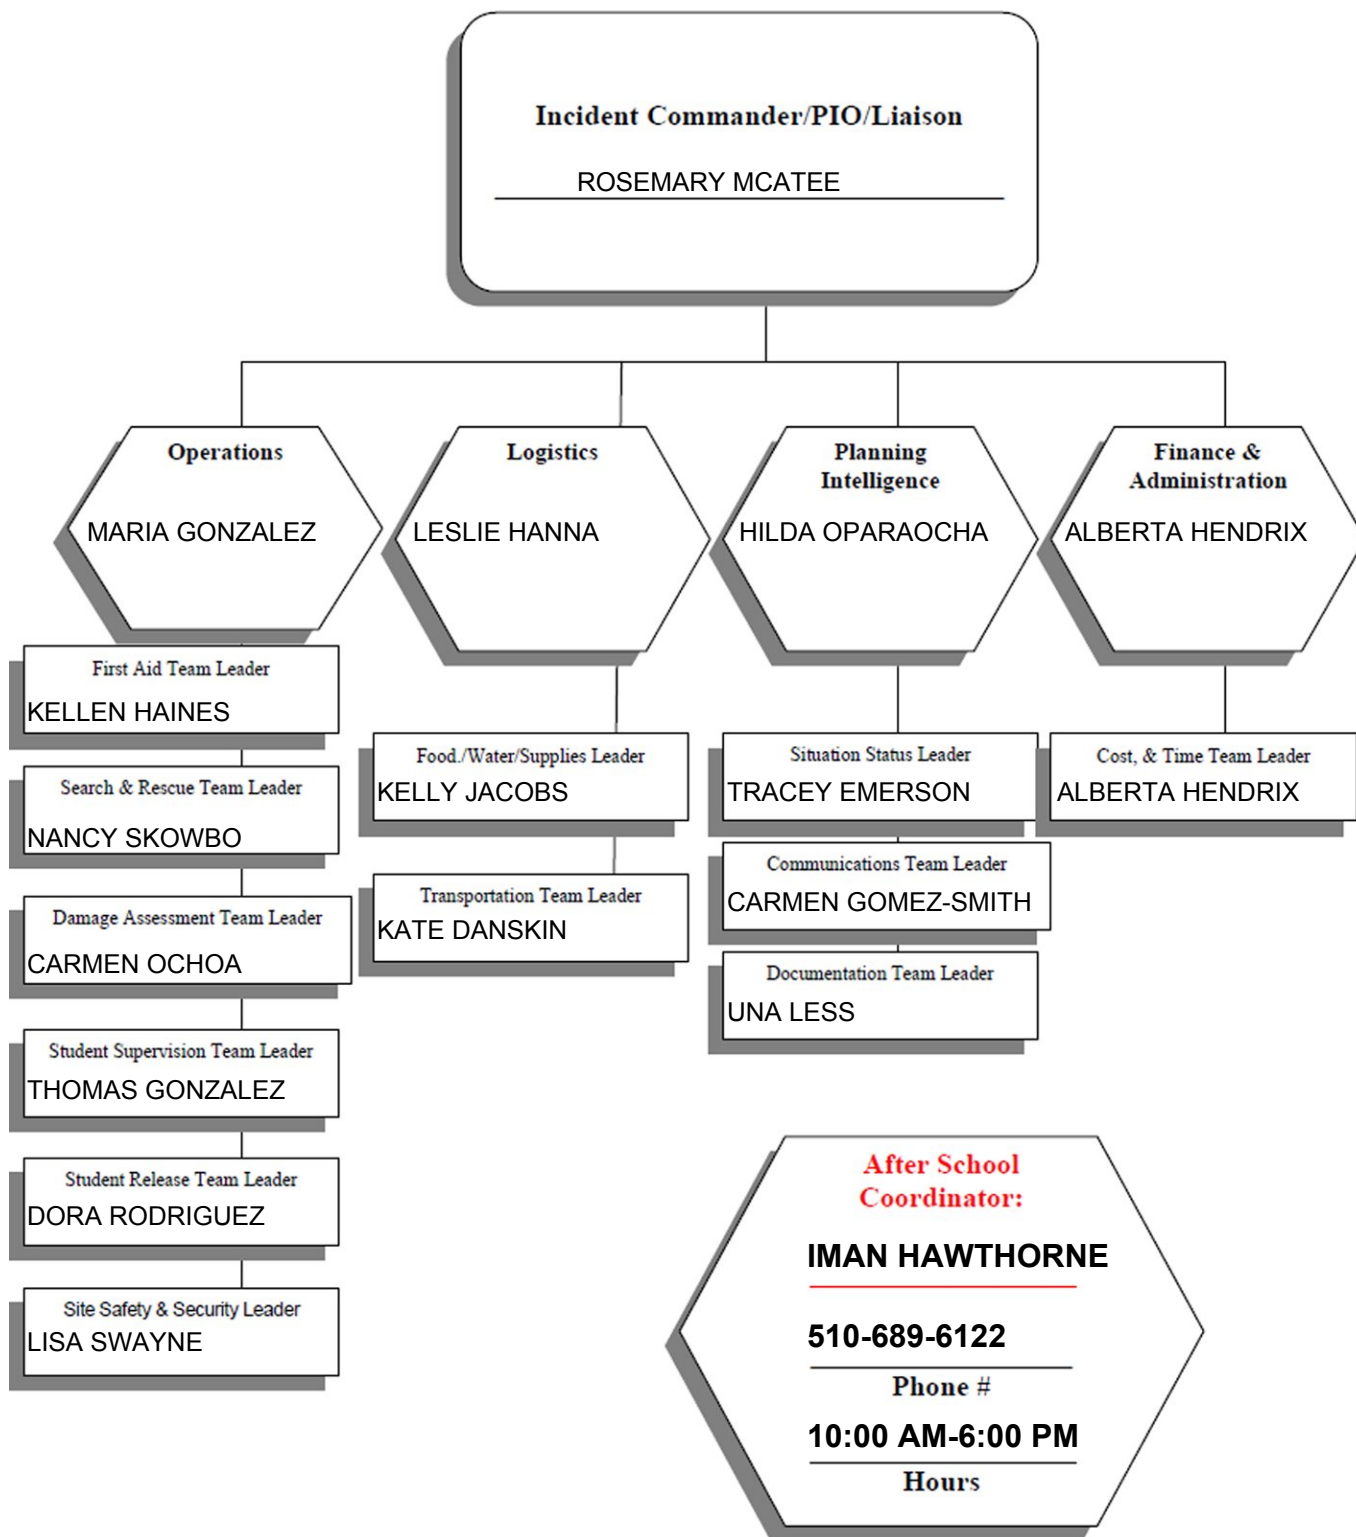 Incident Commander/PIO/Liaison
ROSEMARY MCATEE
Operations
MARIA GONZALEZ
First Aid Team Leader
KELLEN HAINES
Search & Rescue Team Leader
NANCY SKOWBO
Damage Assessment Team Leader
CARMEN OCHOA
Student Supervision Team Leader
THOMAS GONZALEZ
Student Release Team Leader
DORA RODRIGUEZ
Site Safety & Security Leader
LISA SWAYNE
Logistics
LESLIE HANNA
Food./Water/Supplies Leader
KELLY JACOBS
Transportation Team Leader
KATE DANSKIN
Planning
Intelligence
HILDA OPARAOCHA
Situation Status Leader
TRACEY EMERSON
Communications Team Leader
CARMEN GOMEZ-SMITH
Documentation Team Leader
UNA LESS
Finance &
Administration
ALBERTA HENDRIX
Cost, & Time Team Leader
ALBERTA HENDRIX
After School
Coordinator:
IMAN HAWTHORNE
510-689-6122
Phone #
10:00 AM-6:00 PM
Hours